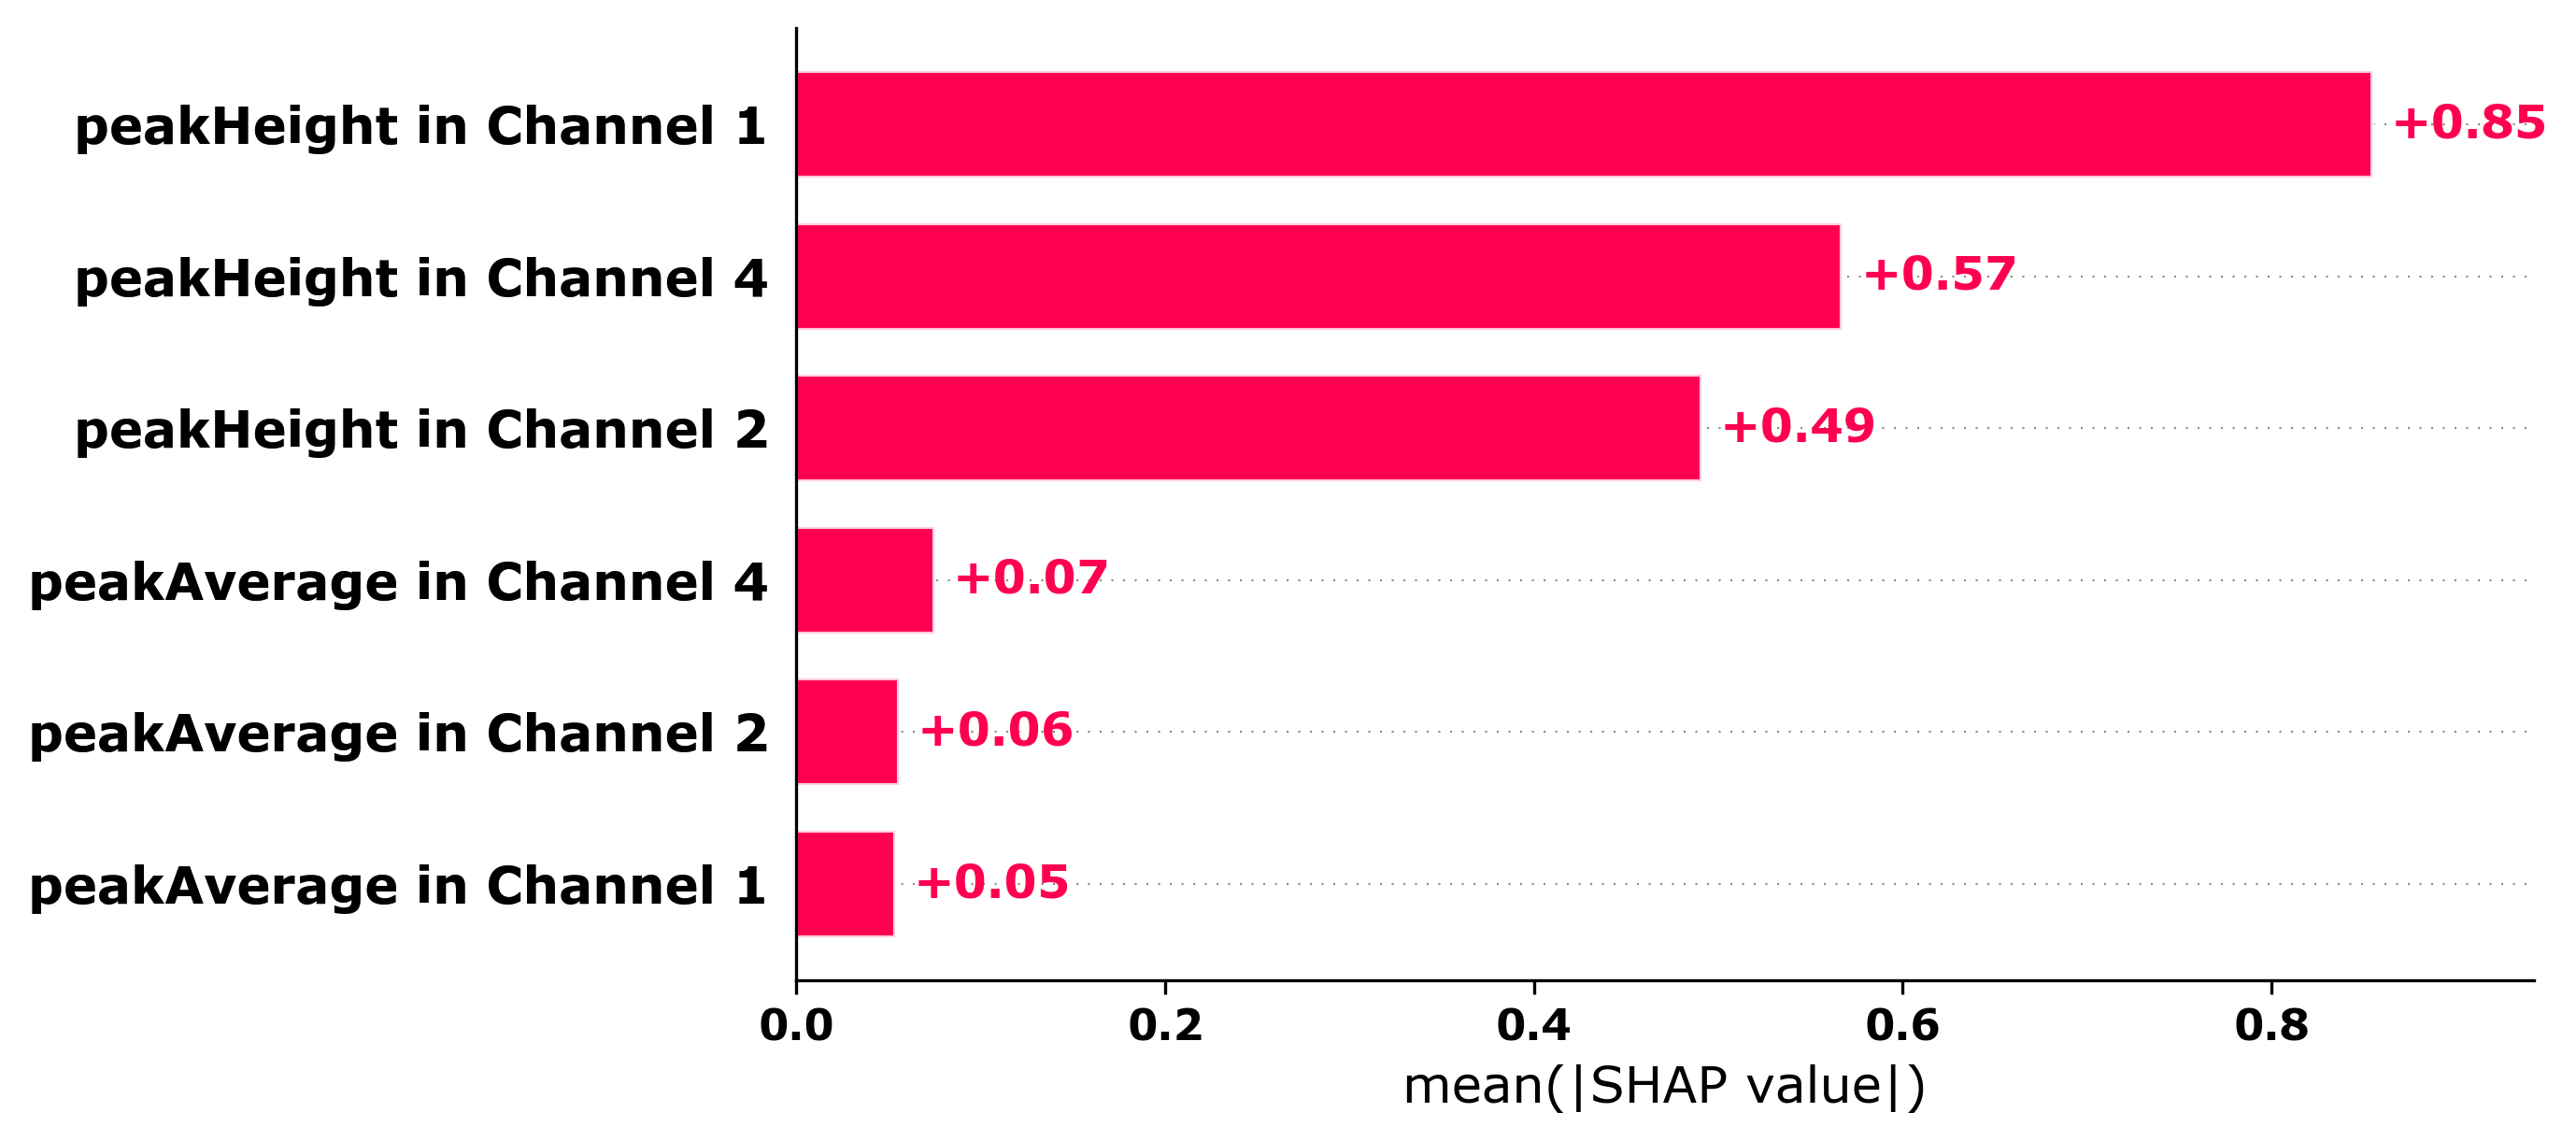 peakHeight in Channel 1
+0.85
peakHeight in Channel 4
+0.57
peakHeight in Channel 2
+0.49
peakAverage in Channel 4
+0.07
peakAverage in Channel 2
+0.06
peakAverage in Channel 1
+0.05
0.0 0.2 0.4 0.6 0.8
mean(|SHAP value|)